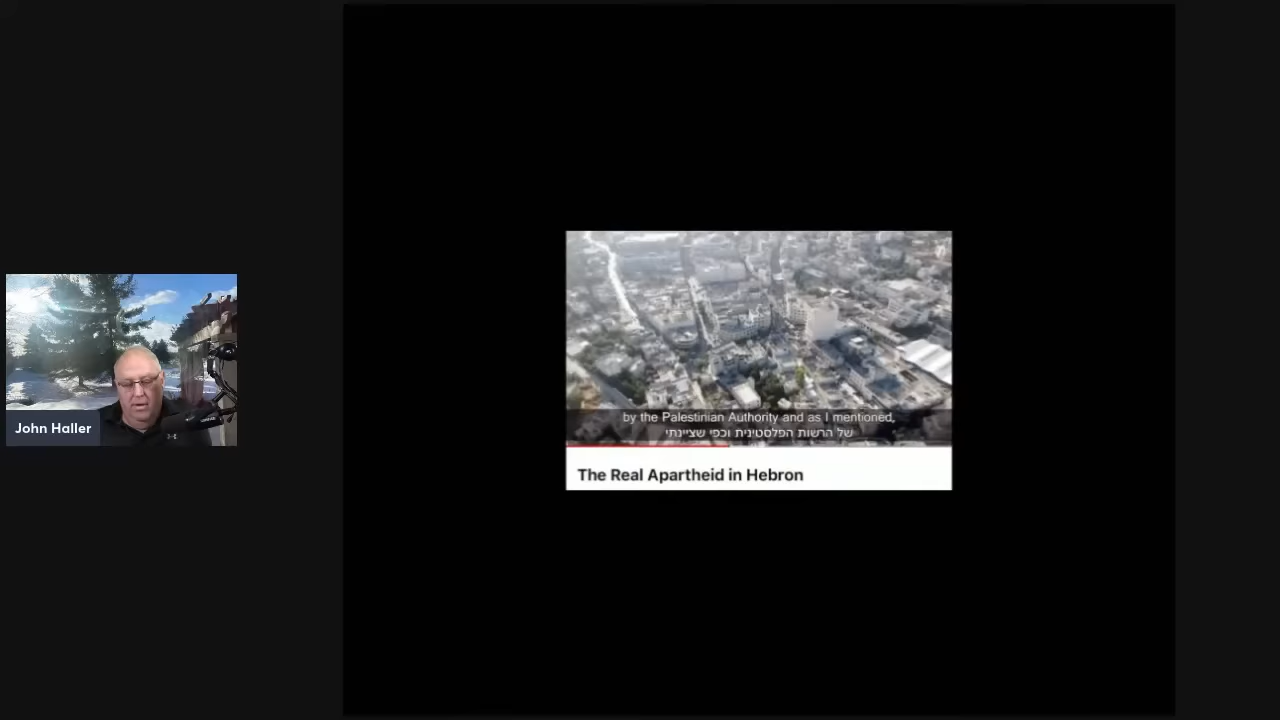 John Haller
by the Palestinian Authority and as I mentioned,
של הרשות הפלסטינית וכפי שציינתי
The Real Apartheid in Hebron